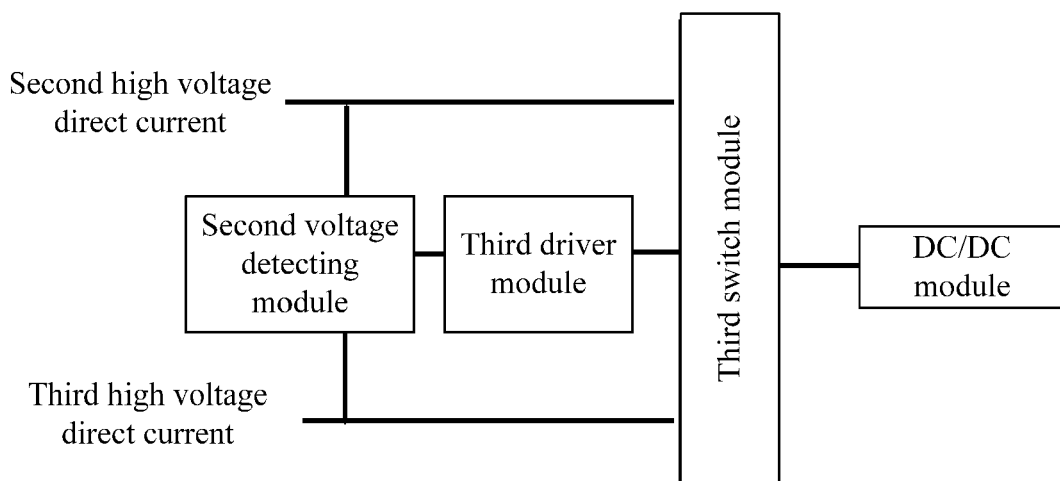 Second high voltage
direct current
Second voltage
detecting
module
Third driver
module
Third switch module
DC/DC
module
Third high voltage
direct current